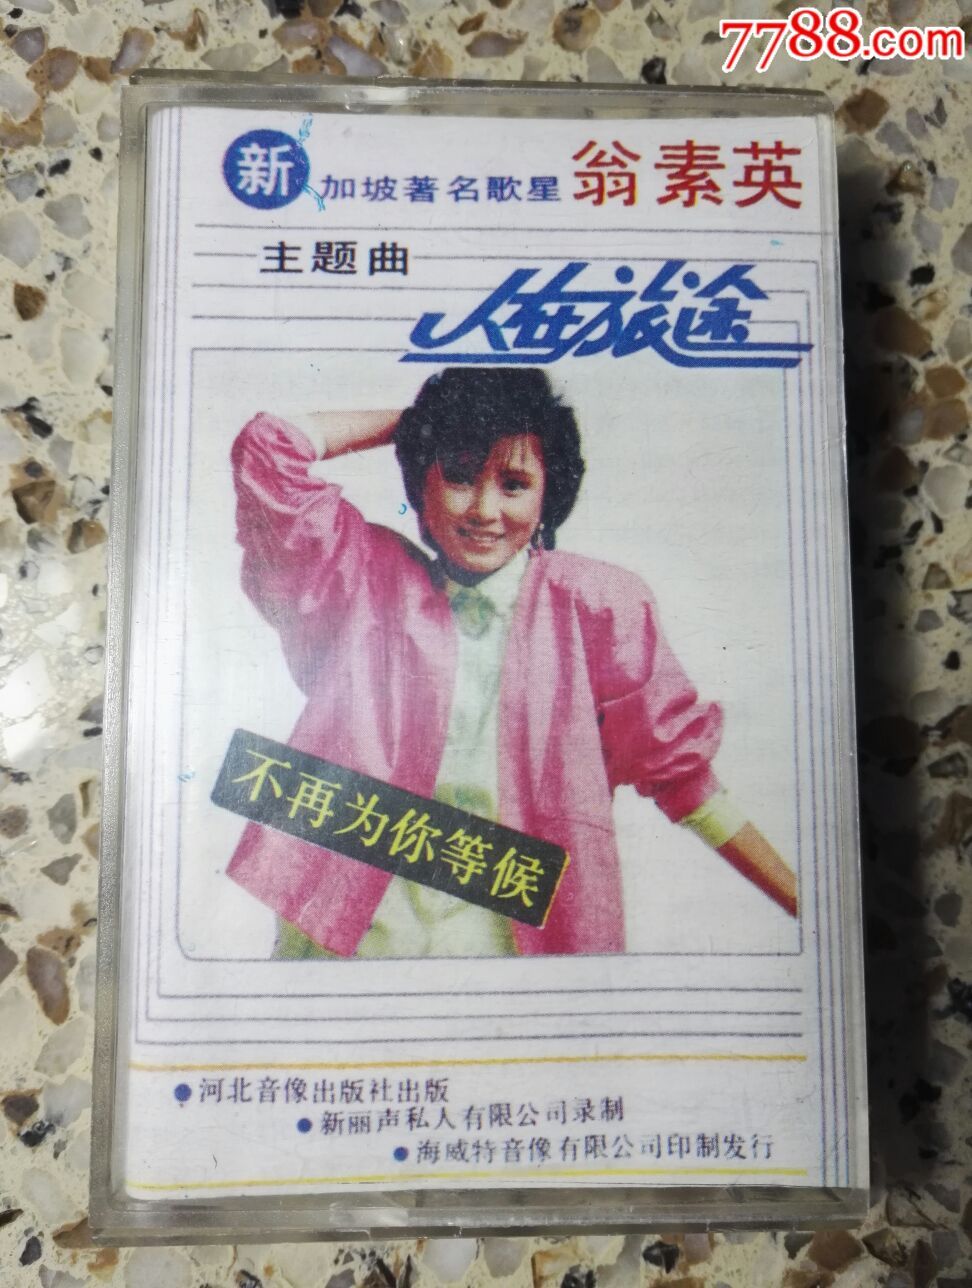 7788.com
新加坡著名歌星 翁素英
主题曲
人海旅途
不再为你等候
●河北音像出版社出版
●新丽声私人有限公司录制
●海威特音像有限公司印制发行